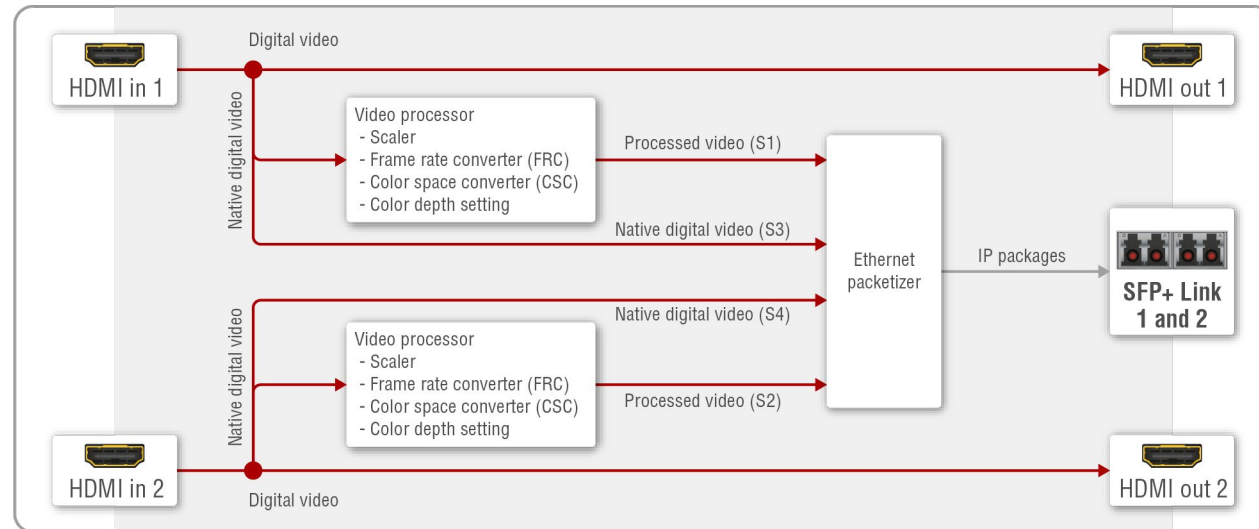 Digital video
HDMI in 1
HDMI out 1
Native digital video
Video processor
- Scaler
- Frame rate converter (FRC)
- Color space converter (CSC)
- Color depth setting
Processed video (S1)
Native digital video (S3)
Ethernet
packetizer
IP packages
SFP+ Link
1 and 2
Native digital video (S4)
Native digital video
Video processor
- Scaler
- Frame rate converter (FRC)
- Color space converter (CSC)
- Color depth setting
Processed video (S2)
HDMI in 2
HDMI out 2
Digital video